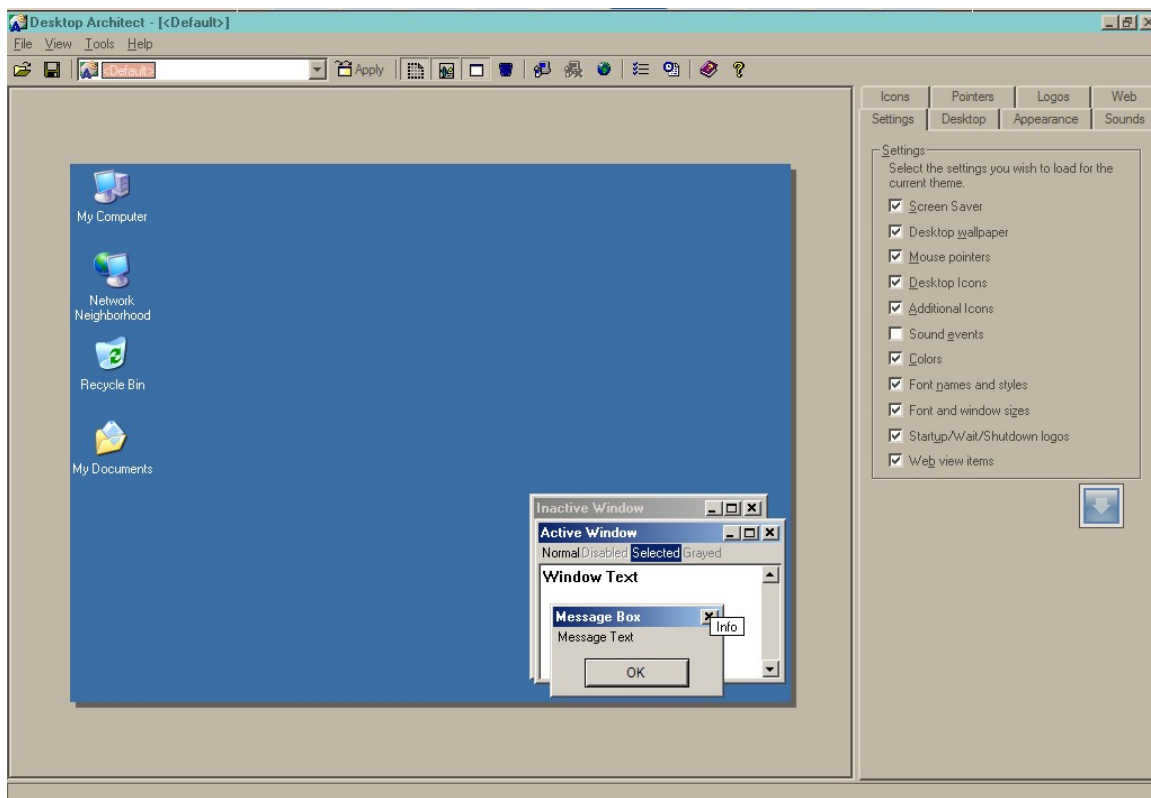 Desktop Architect - [<Default>]
File View Tools Help
<Default> Apply
Icons Pointers Logos Web
Settings Desktop Appearance Sounds
Settings
Select the settings you wish to load for the
current theme.
Screen Saver
Desktop wallpaper
Mouse pointers
Desktop Icons
Additional Icons
Sound events
Colors
Font names and styles
Font and window sizes
Startup/Wait/Shutdown logos
Web view items
My Computer
Network
Neighborhood
Recycle Bin
My Documents
Inactive Window
Active Window
Normal Disabled Selected Grayed
Window Text
Message Box
Info
Message Text
OK